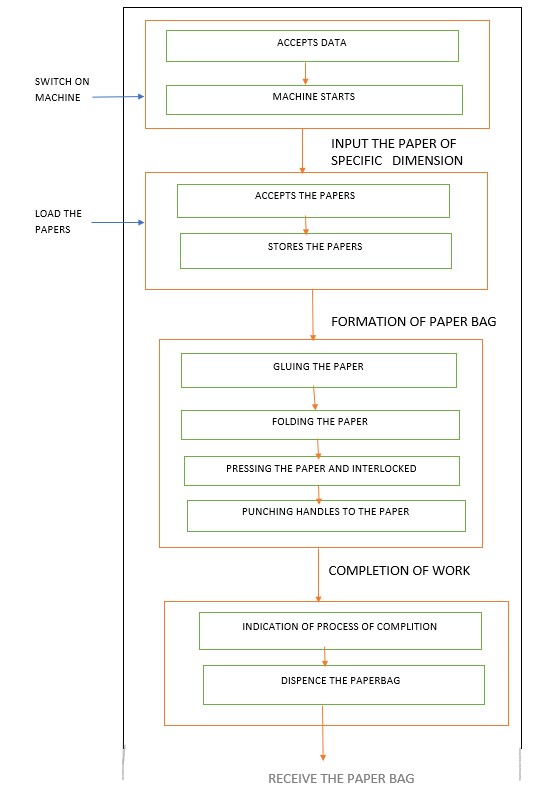 ACCEPTS DATA
SWITCH ON
MACHINE
MACHINE STARTS
INPUT THE PAPER OF
SPECIFIC DIMENSION
ACCEPTS THE PAPERS
LOAD THE
PAPERS
STORES THE PAPERS
FORMATION OF PAPER BAG
GLUING THE PAPER
FOLDING THE PAPER
PRESSING THE PAPER AND INTERLOCKED
PUNCHING HANDLES TO THE PAPER
COMPLETION OF WORK
INDICATION OF PROCESS OF COMPLITION
DISPENCE THE PAPERBAG
RECEIVE THE PAPER BAG